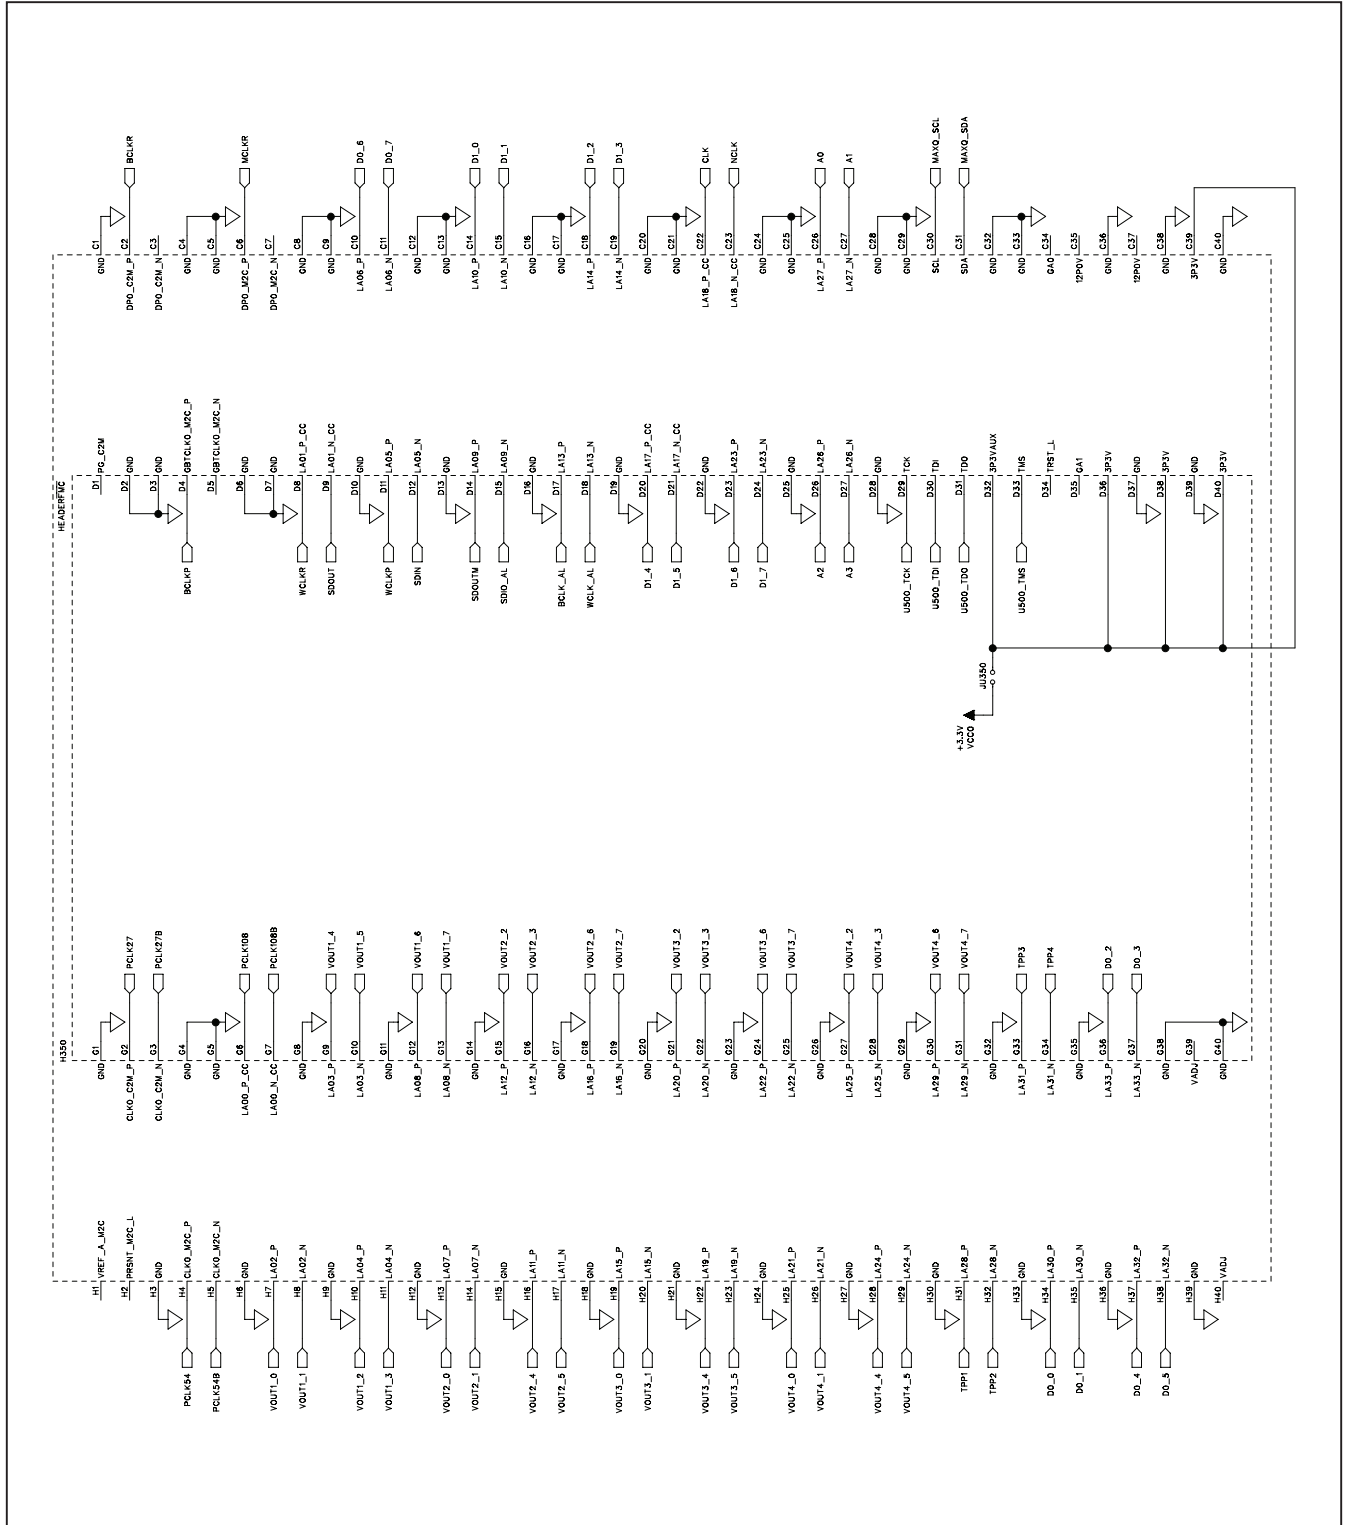 H350
HEADERFMC
H1 VREF_A_M2C
H2 PRSNT_M2C_L
H3 GND
PCLK54 H4 CLK0_M2C_P
PCLK54B H5 CLK0_M2C_N
H6 GND
VOUT1_0 H7 LA02_P
VOUT1_1 H8 LA02_N
H9 GND
VOUT1_2 H10 LA04_P
VOUT1_3 H11 LA04_N
H12 GND
VOUT2_0 H13 LA07_P
VOUT2_1 H14 LA07_N
H15 GND
VOUT2_4 H16 LA11_P
VOUT2_5 H17 LA11_N
H18 GND
VOUT3_0 H19 LA15_P
VOUT3_1 H20 LA15_N
H21 GND
VOUT3_4 H22 LA19_P
VOUT3_5 H23 LA19_N
H24 GND
VOUT4_0 H25 LA21_P
VOUT4_1 H26 LA21_N
H27 GND
VOUT4_4 H28 LA24_P
VOUT4_5 H29 LA24_N
H30 GND
TPP1 H31 LA28_P
TPP2 H32 LA28_N
H33 GND
D0_0 H34 LA30_P
D0_1 H35 LA30_N
H36 GND
D0_4 H37 LA32_P
D0_5 H38 LA32_N
H39 GND
H40 VADJ
GND G1
CLK0_C2M_P G2 PCLK27
CLK0_C2M_N G3 PCLK27B
GND G4
GND G5
LA00_P_CC G6 PCLK108
LA00_N_CC G7 PCLK108B
GND G8
LA03_P G9 VOUT1_4
LA03_N G10 VOUT1_5
GND G11
LA08_P G12 VOUT1_6
LA08_N G13 VOUT1_7
GND G14
LA12_P G15 VOUT2_2
LA12_N G16 VOUT2_3
GND G17
LA16_P G18 VOUT2_6
LA16_N G19 VOUT2_7
GND G20
LA20_P G21 VOUT3_2
LA20_N G22 VOUT3_3
GND G23
LA22_P G24 VOUT3_6
LA22_N G25 VOUT3_7
GND G26
LA25_P G27 VOUT4_2
LA25_N G28 VOUT4_3
GND G29
LA29_P G30 VOUT4_6
LA29_N G31 VOUT4_7
GND G32
LA31_P G33 TPP3
LA31_N G34 TPP4
GND G35
LA33_P G36 D0_2
LA33_N G37 D0_3
GND G38
VADJ G39
GND G40
D1 PG_C2M
D2 GND
D3 GND
BCLKP D4 GBTCLK0_M2C_P
D5 GBTCLK0_M2C_N
D6 GND
D7 GND
WCLKR D8 LA01_P_CC
SDOUT D9 LA01_N_CC
D10 GND
WCLKP D11 LA05_P
SDIN D12 LA05_N
D13 GND
SDOUTM D14 LA09_P
SDIO_AL D15 LA09_N
D16 GND
BCLK_AL D17 LA13_P
WCLK_AL D18 LA13_N
D19 GND
D1_4 D20 LA17_P_CC
D1_5 D21 LA17_N_CC
D22 GND
D1_6 D23 LA23_P
D1_7 D24 LA23_N
D25 GND
A2 D26 LA26_P
A3 D27 LA26_N
D28 GND
U500_TCK D29 TCK
U500_TDI D30 TDI
U500_TDO D31 TDO
D32 3P3VAUX
U500_TMS D33 TMS
D34 TRST_L
D35 GA1
D36 3P3V
D37 GND
D38 3P3V
D39 GND
D40 3P3V
+3.3V
VCCO
JU350
GND C1
DP0_C2M_P C2 BCLKR
DP0_C2M_N C3
GND C4
GND C5
DP0_M2C_P C6 MCLKR
DP0_M2C_N C7
GND C8
GND C9
LA06_P C10 D0_6
LA06_N C11 D0_7
GND C12
GND C13
LA10_P C14 D1_0
LA10_N C15 D1_1
GND C16
GND C17
LA14_P C18 D1_2
LA14_N C19 D1_3
GND C20
GND C21
LA18_P_CC C22 CLK
LA18_N_CC C23 NCLK
GND C24
GND C25
LA27_P C26 A0
LA27_N C27 A1
GND C28
GND C29
SCL C30 MAXQ_SCL
SDA C31 MAXQ_SDA
GND C32
GND C33
GA0 C34
12P0V C35
GND C36
12P0V C37
GND C38
3P3V C39
GND C40